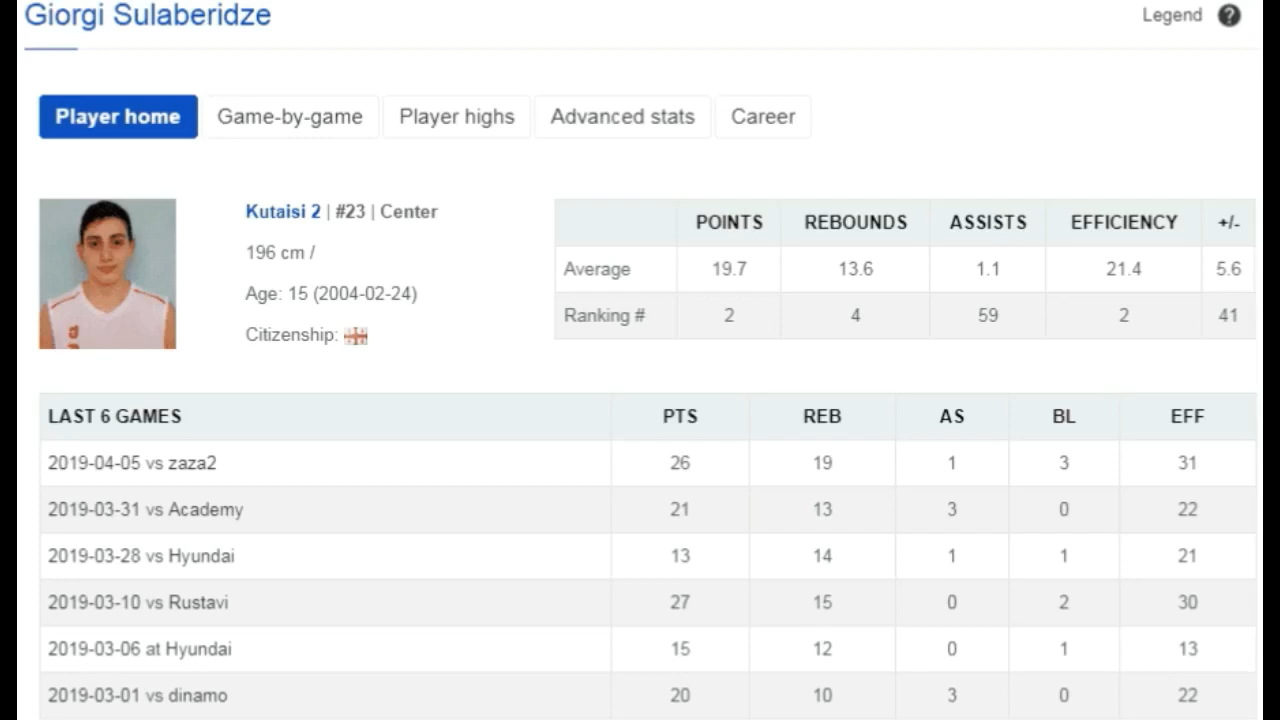 Giorgi Sulaberidze
Legend ?
Player home Game-by-game Player highs Advanced stats Career
Kutaisi 2 | #23 | Center
196 cm /
Age: 15 (2004-02-24)
Citizenship:
POINTS REBOUNDS ASSISTS EFFICIENCY +/-
Average 19.7 13.6 1.1 21.4 5.6
Ranking # 2 4 59 2 41
LAST 6 GAMES PTS REB AS BL EFF
2019-04-05 vs zaza2 26 19 1 3 31
2019-03-31 vs Academy 21 13 3 0 22
2019-03-28 vs Hyundai 13 14 1 1 21
2019-03-10 vs Rustavi 27 15 0 2 30
2019-03-06 at Hyundai 15 12 0 1 13
2019-03-01 vs dinamo 20 10 3 0 22